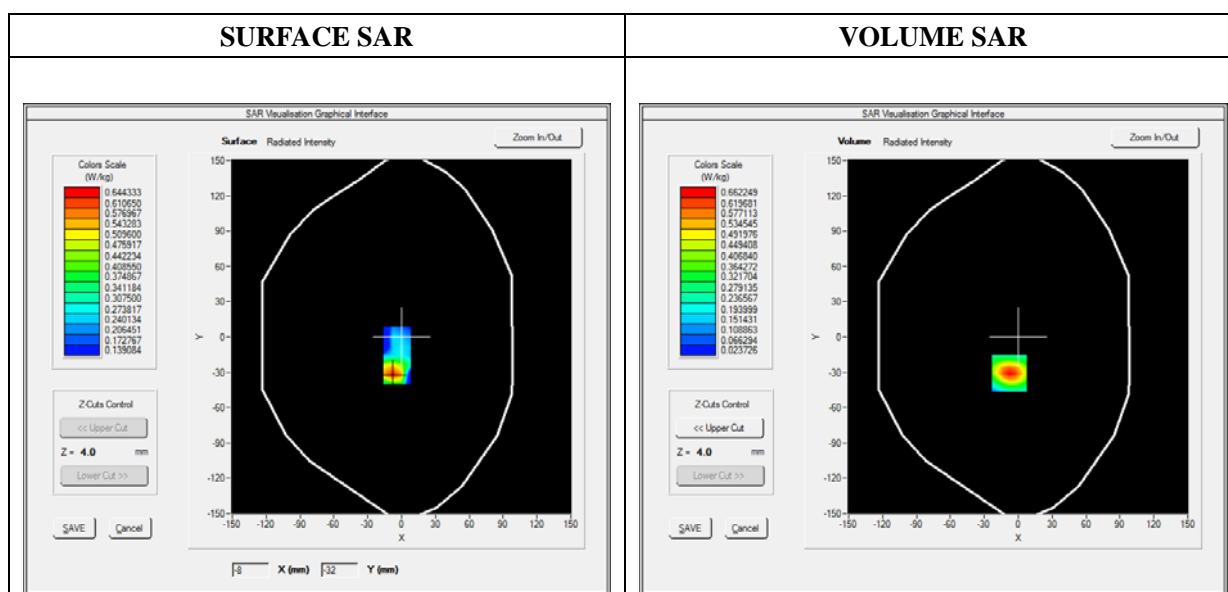 SURFACE SAR
VOLUME SAR
SAR Visualisation Graphical Interface
Surface Radiated Intensity
Zoom In/Out
Colors Scale
(W/kg)
0.644333
0.610650
0.576967
0.543283
0.509600
0.475917
0.442234
0.408550
0.374867
0.341184
0.307500
0.273817
0.240134
0.206451
0.172767
0.139084
Z-Cuts Control
<< Upper Cut
Z = 4.0 mm
Lower Cut >>
SAVE Cancel
150
120
90
60
30
0
-30
-60
-90
-120
-150
Y
-150 -120 -90 -60 -30 0 30 60 90 120 150
X
-8 X (mm) -32 Y (mm)
SAR Visualisation Graphical Interface
Volume Radiated Intensity
Zoom In/Out
Colors Scale
(W/kg)
0.662249
0.619681
0.577113
0.534545
0.491976
0.449408
0.406840
0.364272
0.321704
0.279135
0.236567
0.193999
0.151431
0.108863
0.066294
0.023726
Z-Cuts Control
<< Upper Cut
Z = 4.0 mm
Lower Cut >>
SAVE Cancel
150
120
90
60
30
0
-30
-60
-90
-120
-150
Y
-150 -120 -90 -60 -30 0 30 60 90 120 150
X